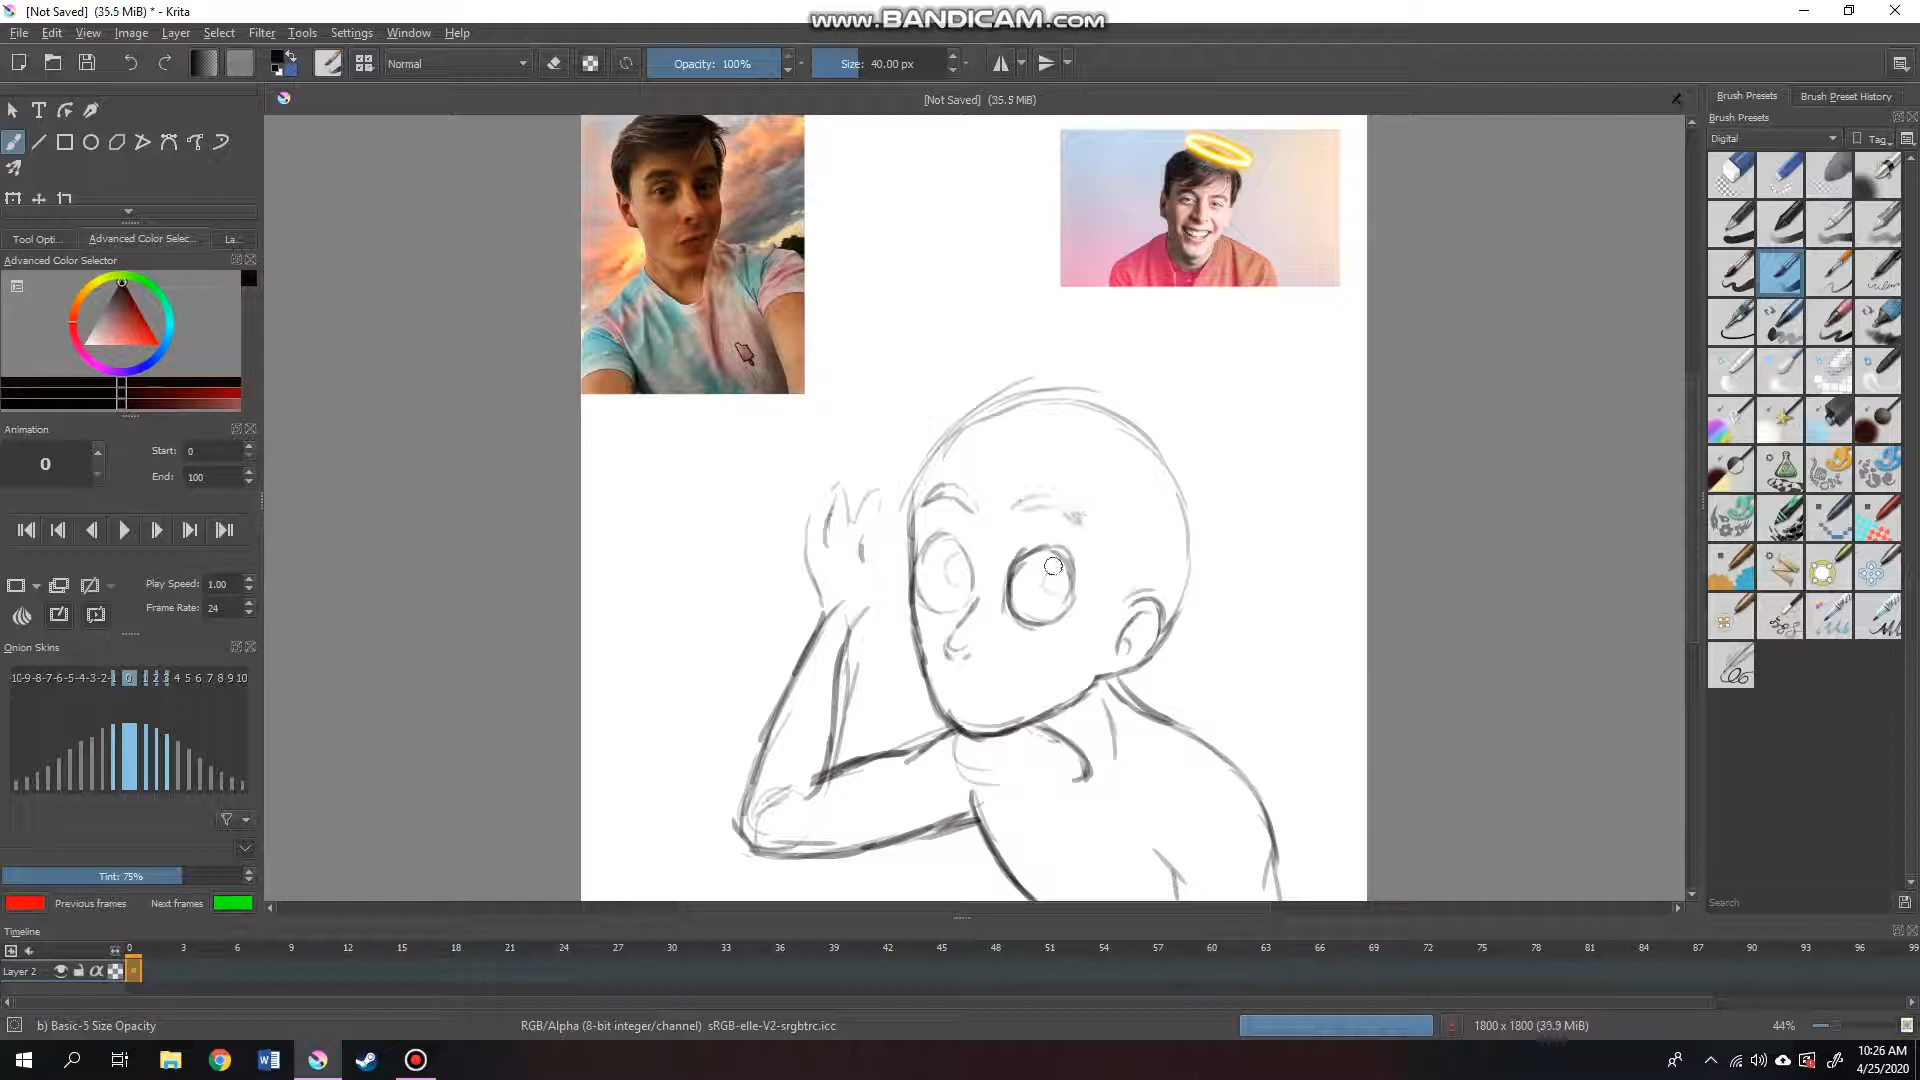 [Not Saved] (35.5 MiB) * - Krita
www.BANDICAM.com
File Edit View Image Layer Select Filter Tools Settings Window Help
Normal
Opacity: 100%
Size: 40.00 px
[Not Saved] (35.5 MiB)
Brush Presets
Brush Preset History
Brush Presets
Digital
Tag
Tool Opti...
Advanced Color Selec...
La...
Advanced Color Selector
Animation
0
Start: 0
End: 100
Play Speed: 1.00
Frame Rate: 24
Onion Skins
-10-9-8-7-6-5-4-3-2-1 0 1 2 3 4 5 6 7 8 9 10
Tint: 75%
Previous frames
Next frames
Search
Timeline
0 3 6 9 12 15 18 21 24 27 30 33 36 39 42 45 48 51 54 57 60 63 66 69 72 75 78 81 84 87 90 93 96 99
Layer 2
b) Basic-5 Size Opacity
RGB/Alpha (8-bit integer/channel) sRGB-elle-V2-srgbtrc.icc
1800 x 1800 (39.9 MiB)
44%
10:26 AM
4/25/2020